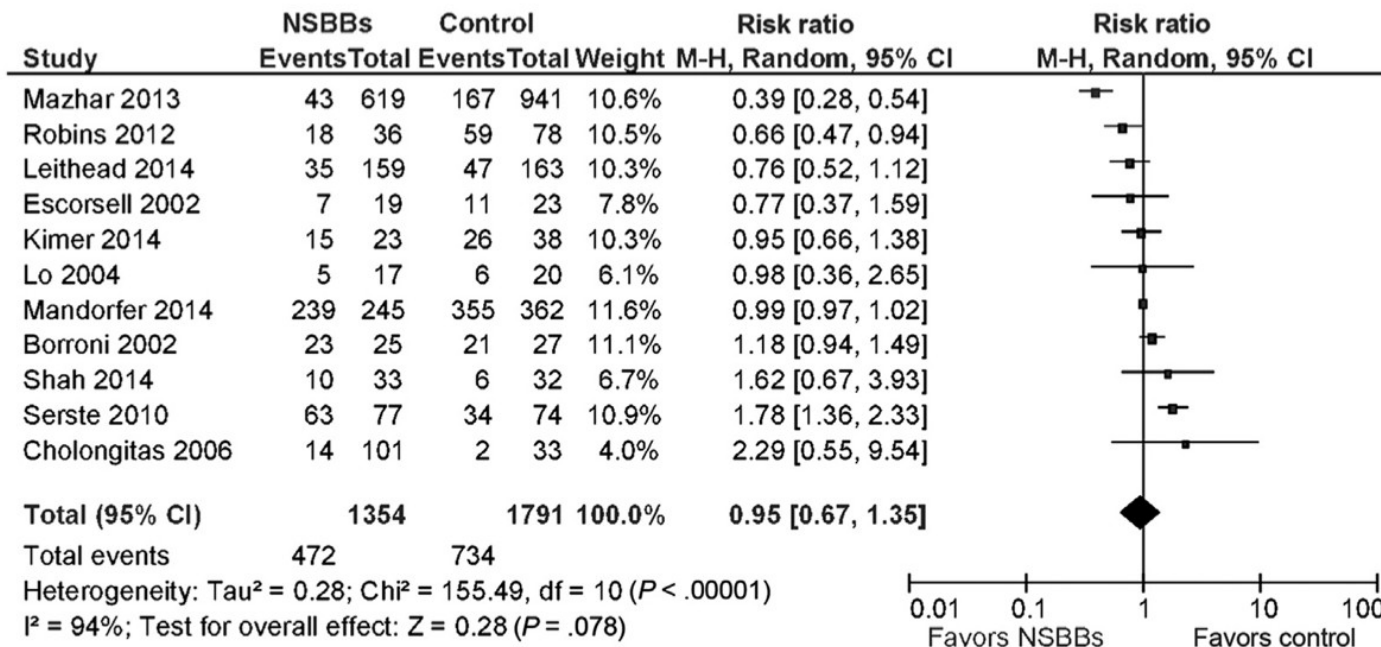 NSBBs Control Risk ratio Risk ratio
Study Events Total Events Total Weight M-H, Random, 95% CI M-H, Random, 95% CI
Mazhar 2013 43 619 167 941 10.6% 0.39 [0.28, 0.54]
Robins 2012 18 36 59 78 10.5% 0.66 [0.47, 0.94]
Leithead 2014 35 159 47 163 10.3% 0.76 [0.52, 1.12]
Escorsell 2002 7 19 11 23 7.8% 0.77 [0.37, 1.59]
Kimer 2014 15 23 26 38 10.3% 0.95 [0.66, 1.38]
Lo 2004 5 17 6 20 6.1% 0.98 [0.36, 2.65]
Mandorfer 2014 239 245 355 362 11.6% 0.99 [0.97, 1.02]
Borroni 2002 23 25 21 27 11.1% 1.18 [0.94, 1.49]
Shah 2014 10 33 6 32 6.7% 1.62 [0.67, 3.93]
Serste 2010 63 77 34 74 10.9% 1.78 [1.36, 2.33]
Cholongitas 2006 14 101 2 33 4.0% 2.29 [0.55, 9.54]
Total (95% CI) 1354 1791 100.0% 0.95 [0.67, 1.35]
Total events 472 734
Heterogeneity: Tau² = 0.28; Chi² = 155.49, df = 10 (P < .00001)
I² = 94%; Test for overall effect: Z = 0.28 (P = .078)
0.01 0.1 1 10 100
Favors NSBBs Favors control